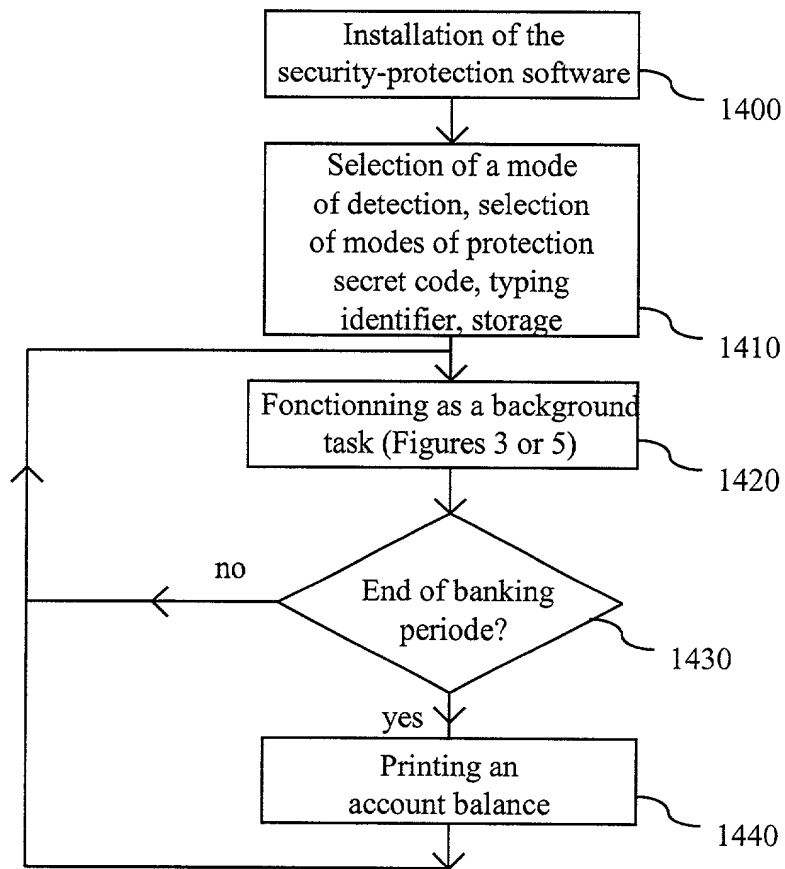 Installation of the
security-protection software
1400
Selection of a mode
of detection, selection
of modes of protection
secret code, typing
identifier, storage
1410
Fonctionning as a background
task (Figures 3 or 5)
1420
no
End of banking
periode?
1430
yes
Printing an
account balance
1440